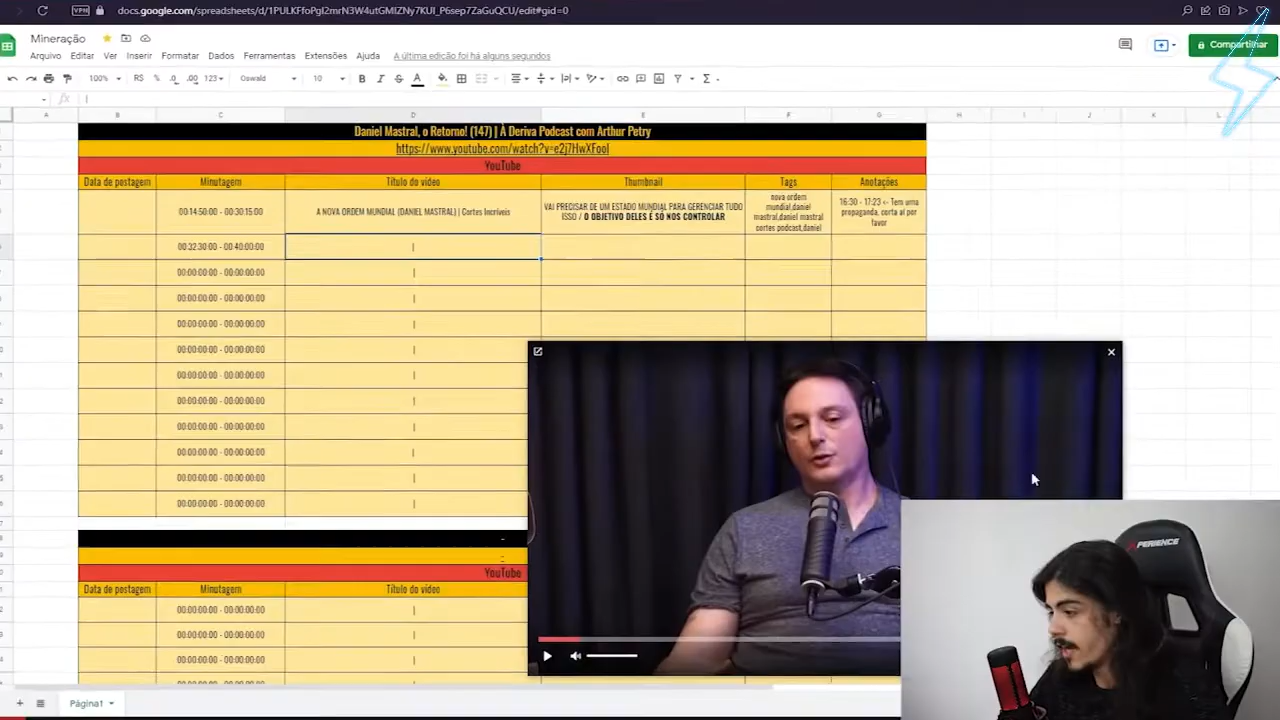 VPN docs.google.com/spreadsheets/d/1PULKFfoPgI2mrN3W4utGMIZNy7KUI_P6sep7ZaGuQCU/edit#gid=0
Mineração
Arquivo Editar Ver Inserir Formatar Dados Ferramentas Extensões Ajuda A última edição foi há alguns segundos
Compartilhar
100% R$ % .0 .00 123 Oswald 10 B I S A
fx |
A B C D E F G H I J K L
Daniel Mastral, o Retorno! (147) | À Deriva Podcast com Arthur Petry
https://www.youtube.com/watch?v=e2j7HwXFooI
YouTube
Data de postagem Minutagem Título do vídeo Thumbnail Tags Anotações
00:14:50:00 - 00:30:15:00 A NOVA ORDEM MUNDIAL (DANIEL MASTRAL) | Cortes Incríveis
VAI PRECISAR DE UM ESTADO MUNDIAL PARA GERENCIAR TUDO
ISSO / O OBJETIVO DELES É SÓ NOS CONTROLAR
nova ordem
mundial,daniel
mastral,daniel mastral
cortes podcast,daniel
16:30 - 17:23 <- Tem uma
propaganda, corta aí por
favor
00:32:30:00 - 00:40:00:00 |
00:00:00:00 - 00:00:00:00 |
00:00:00:00 - 00:00:00:00 |
00:00:00:00 - 00:00:00:00 |
00:00:00:00 - 00:00:00:00 |
00:00:00:00 - 00:00:00:00 |
00:00:00:00 - 00:00:00:00 |
00:00:00:00 - 00:00:00:00 |
00:00:00:00 - 00:00:00:00 |
00:00:00:00 - 00:00:00:00 |
00:00:00:00 - 00:00:00:00 |
-
-
YouTube
Data de postagem Minutagem Título do vídeo
00:00:00:00 - 00:00:00:00 |
00:00:00:00 - 00:00:00:00 |
00:00:00:00 - 00:00:00:00 |
XPERIENCE
Página1